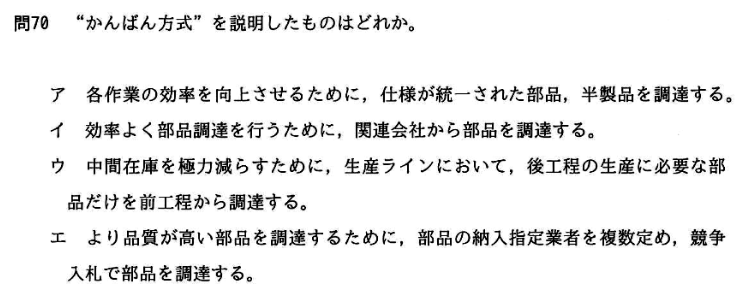 問70 “かんばん方式”を説明したものはどれか。
ア 各作業の効率を向上させるために，仕様が統一された部品，半製品を調達する。
イ 効率よく部品調達を行うために，関連会社から部品を調達する。
ウ 中間在庫を極力減らすために，生産ラインにおいて，後工程の生産に必要な部
品だけを前工程から調達する。
エ より品質が高い部品を調達するために，部品の納入指定業者を複数定め，競争
入札で部品を調達する。